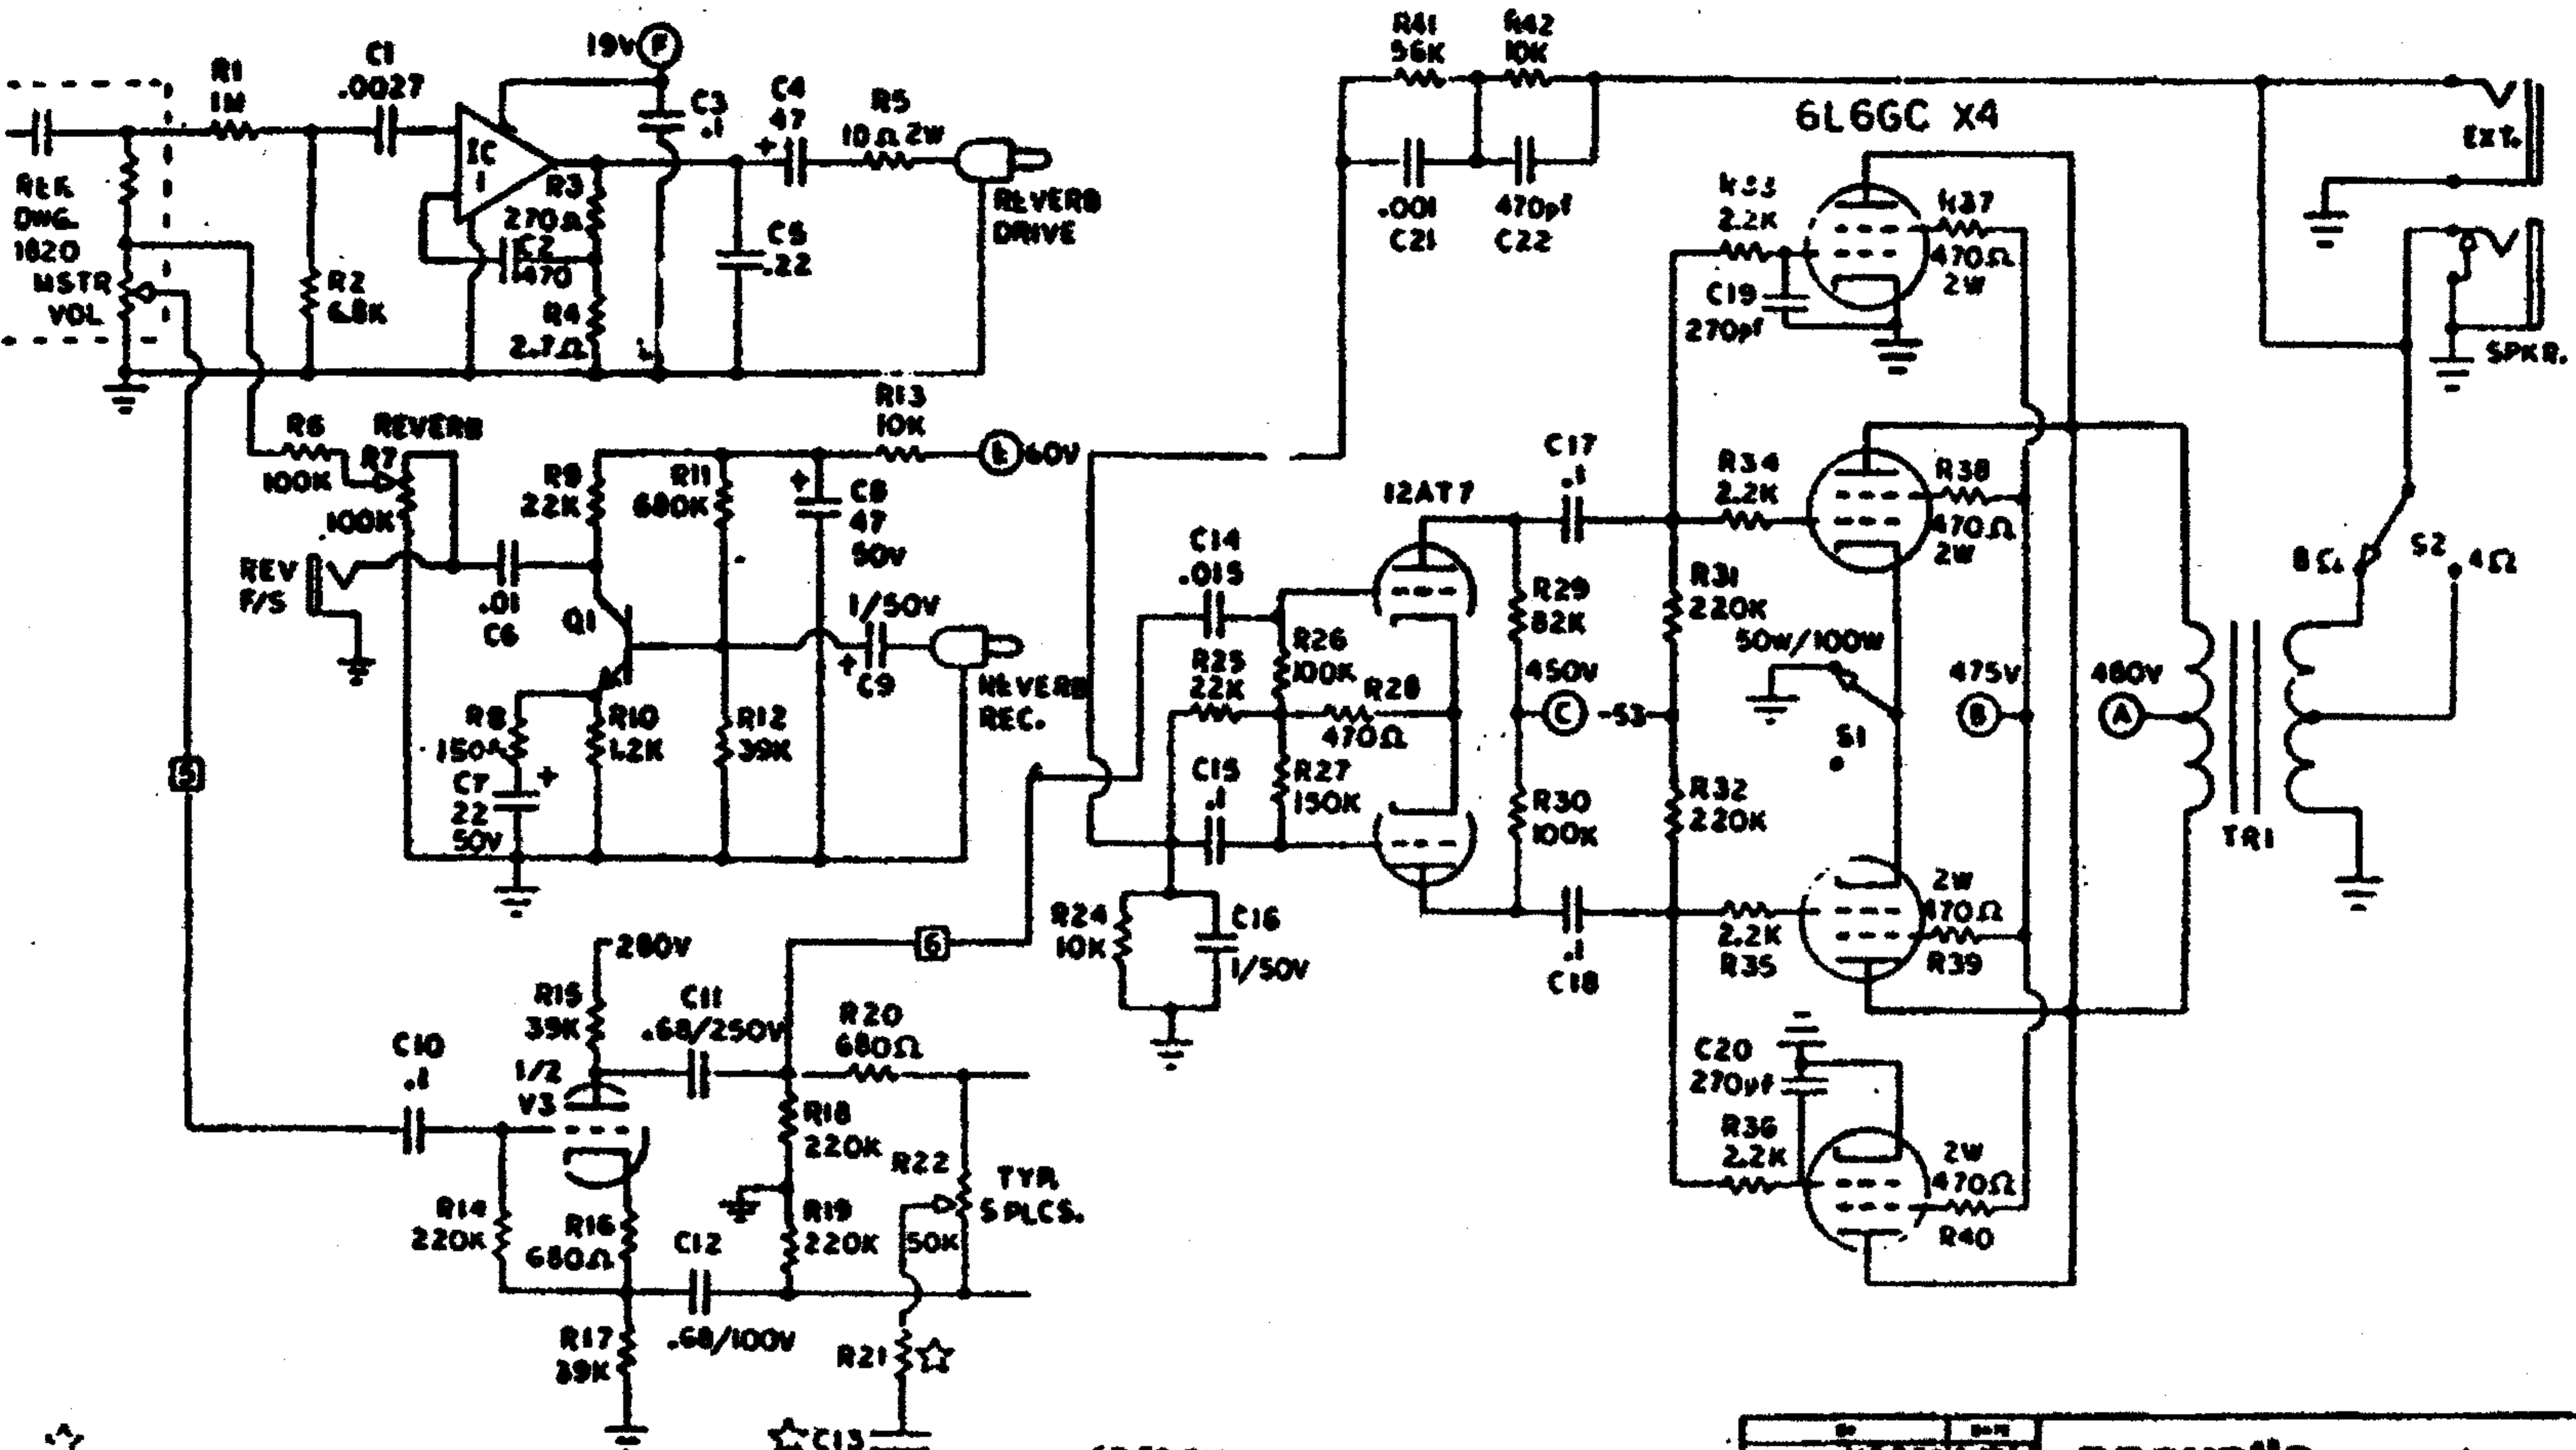 R1
1M
C1
.0027
19V F
C3
.1
C4
47
+
R5
10Ω 2W
IC
1
R3
270Ω
C2
470
R4
2.7Ω
C5
.22
REVERB
DRIVE
DWG.
1820
MSTR
VOL
R2
6.8K
R6
100K
REVERB
R7
100K
R9
22K
R11
680K
R13
10K
E 60V
+
C8
47
50V
REV
F/S
.01
C6
Q1
1/50V
+
C9
REVERB
REC.
R8
150Ω
R10
1.2K
R12
39K
C7
22
50V
+
5
280V
R15
39K
C11
.68/250V
6
R20
680Ω
C10
.1
1/2
V3
R18
220K
R22
50K
TYP.
5 PLCS.
R14
220K
R16
680Ω
C12
.68/100V
R19
220K
R17
39K
R21 ☆
☆ C13
☆
R41
56K
R42
10K
.001
C21
470pf
C22
6L6GC X4
EXT.
SPKR.
2.2K
R37
470Ω
2W
C19
270pf
C17
.1
R34
2.2K
R38
470Ω
2W
12AT7
C14
.015
R26
100K
R25
22K
R28
470Ω
C15
.1
R27
150K
R24
10K
C16
1/50V
R29
82K
450V
C
-53
R30
100K
C18
.1
R31
220K
50W/100W
S1
R32
220K
475V
B
460V
A
TR1
8Ω
S2
4Ω
2.2K
R35
2W
470Ω
R39
C20
270pf
R36
2.2K
2W
470Ω
R40